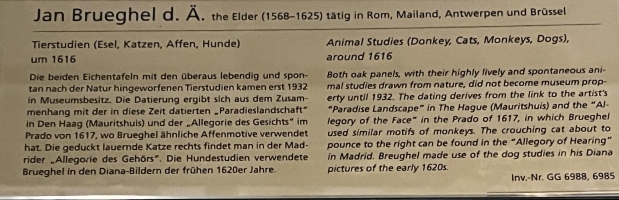 Jan Brueghel d. Ä. the Elder (1568–1625) tätig in Rom, Mailand, Antwerpen und Brüssel
Tierstudien (Esel, Katzen, Affen, Hunde)
um 1616
Die beiden Eichentafeln mit den überaus lebendig und spon-
tan nach der Natur hingeworfenen Tierstudien kamen erst 1932
in Museumsbesitz. Die Datierung ergibt sich aus dem Zusam-
menhang mit der in diese Zeit datierten „Paradieslandschaft"
in Den Haag (Mauritshuis) und der „Allegorie des Gesichts" im
Prado von 1617, wo Brueghel ähnliche Affenmotive verwendet
hat. Die geduckt lauernde Katze rechts findet man in der Mad-
rider „Allegorie des Gehörs". Die Hundestudien verwendete
Brueghel in den Diana-Bildern der frühen 1620er Jahre.
Animal Studies (Donkey, Cats, Monkeys, Dogs),
around 1616
Both oak panels, with their highly lively and spontaneous ani-
mal studies drawn from nature, did not become museum prop-
erty until 1932. The dating derives from the link to the artist's
"Paradise Landscape" in The Hague (Mauritshuis) and the "Al-
legory of the Face" in the Prado of 1617, in which Brueghel
used similar motifs of monkeys. The crouching cat about to
pounce to the right can be found in the "Allegory of Hearing"
in Madrid. Breughel made use of the dog studies in his Diana
pictures of the early 1620s.
Inv.-Nr. GG 6988, 6985